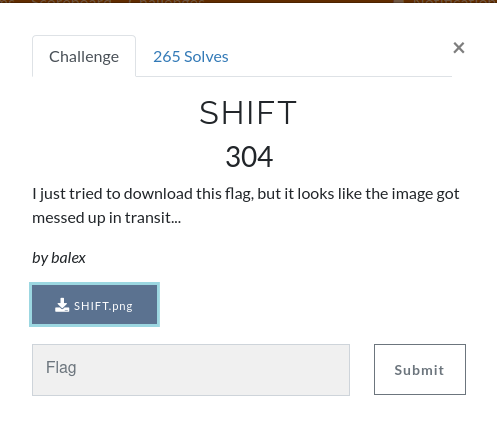 Challenge
265 Solves
×
SHIFT
304
I just tried to download this flag, but it looks like the image got
messed up in transit...
by balex
SHIFT.png
Flag
Submit